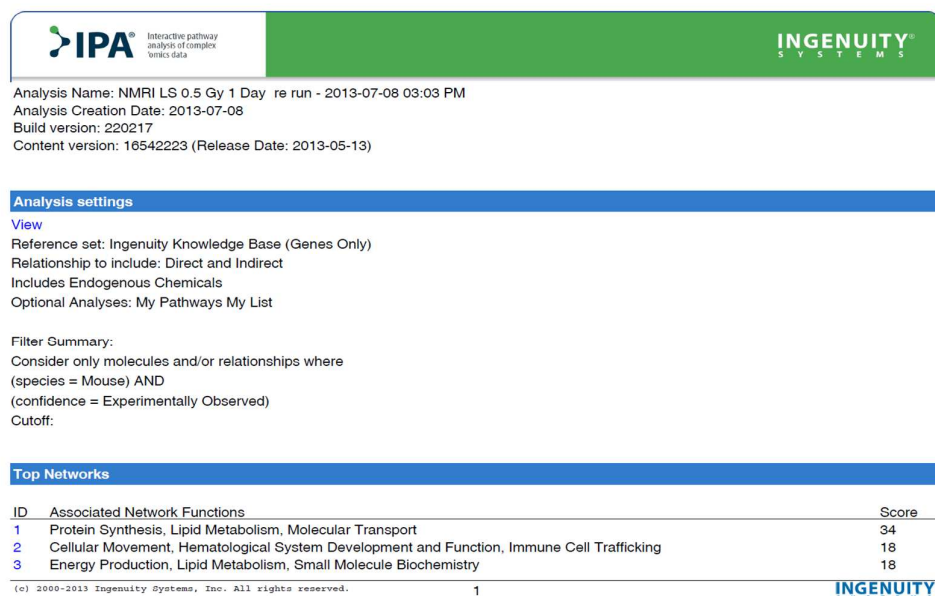 IPA®
Interactive pathway
analysis of complex
'omics data
INGENUITY®
SYSTEMS
Analysis Name: NMRI LS 0.5 Gy 1 Day re run - 2013-07-08 03:03 PM
Analysis Creation Date: 2013-07-08
Build version: 220217
Content version: 16542223 (Release Date: 2013-05-13)
Analysis settings
View
Reference set: Ingenuity Knowledge Base (Genes Only)
Relationship to include: Direct and Indirect
Includes Endogenous Chemicals
Optional Analyses: My Pathways My List
Filter Summary:
Consider only molecules and/or relationships where
(species = Mouse) AND
(confidence = Experimentally Observed)
Cutoff:
Top Networks
ID Associated Network Functions Score
1 Protein Synthesis, Lipid Metabolism, Molecular Transport 34
2 Cellular Movement, Hematological System Development and Function, Immune Cell Trafficking 18
3 Energy Production, Lipid Metabolism, Small Molecule Biochemistry 18
(c) 2000-2013 Ingenuity Systems, Inc. All rights reserved. 1 INGENUITY